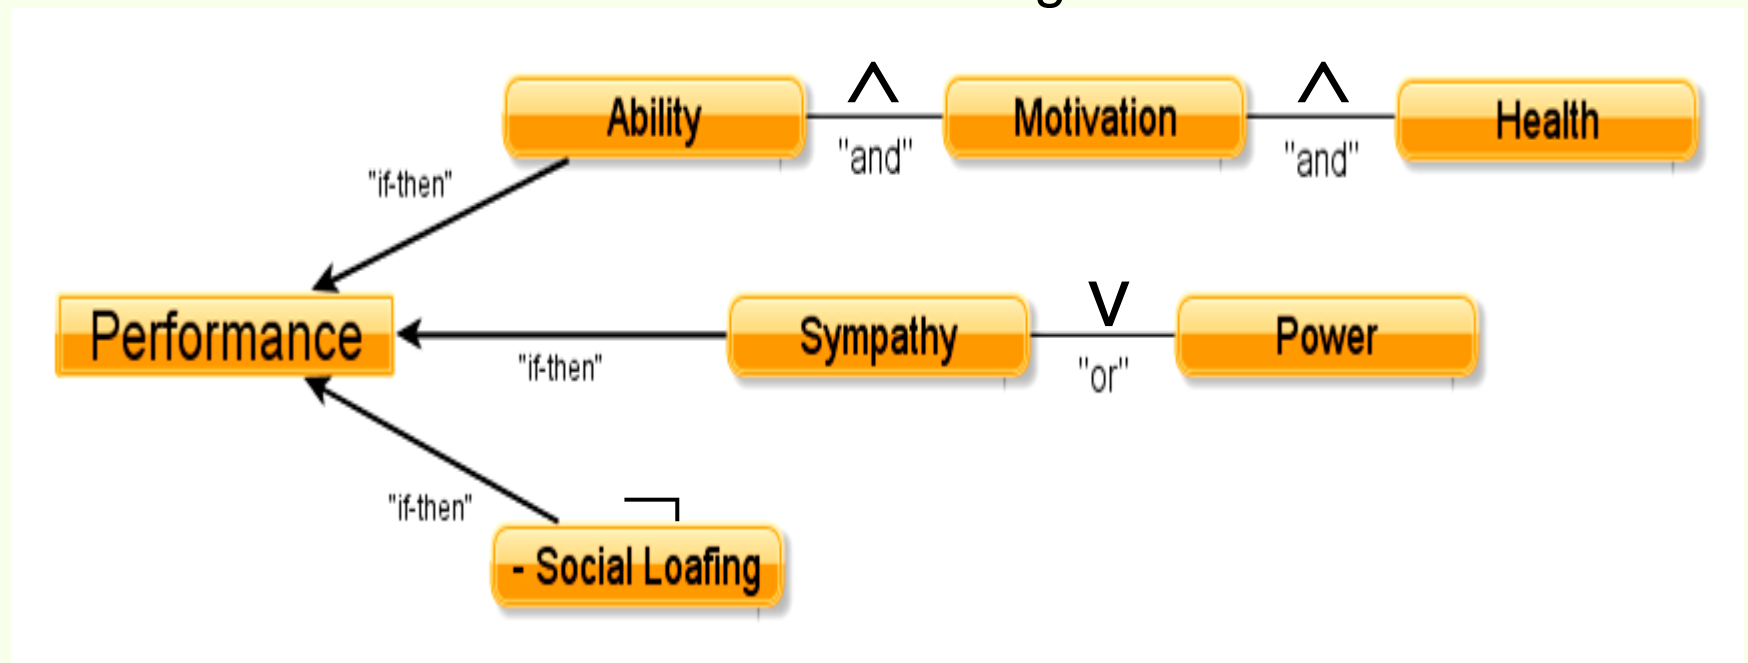 ∧ ∧
Ability Motivation Health
"and" "and"
"if-then"
∨
Performance Sympathy Power
"if-then" "or"
"if-then" ¬
- Social Loafing